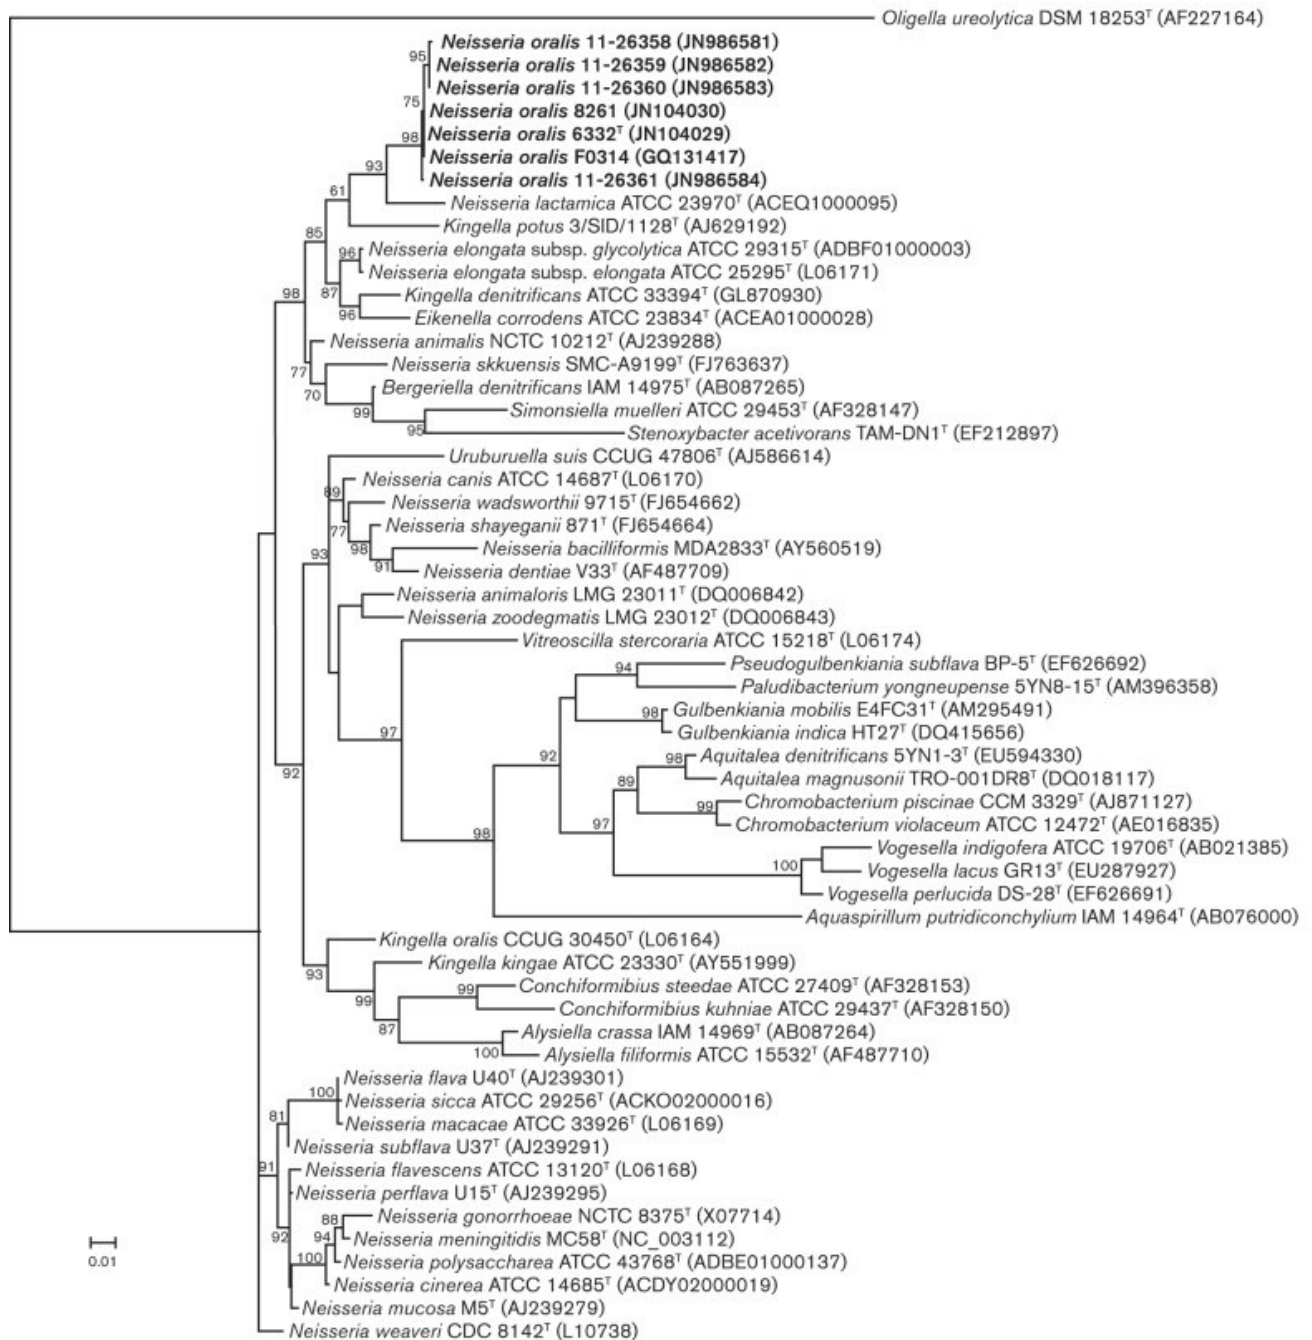 Oligella ureolytica DSM 18253ᵀ (AF227164)
Neisseria oralis 11-26358 (JN986581)
95
Neisseria oralis 11-26359 (JN986582)
Neisseria oralis 11-26360 (JN986583)
75
Neisseria oralis 8261 (JN104030)
Neisseria oralis 6332ᵀ (JN104029)
98
Neisseria oralis F0314 (GQ131417)
93
Neisseria oralis 11-26361 (JN986584)
61
Neisseria lactamica ATCC 23970ᵀ (ACEQ1000095)
Kingella potus 3/SID/1128ᵀ (AJ629192)
85
Neisseria elongata subsp. glycolytica ATCC 29315ᵀ (ADBF01000003)
96
Neisseria elongata subsp. elongata ATCC 25295ᵀ (L06171)
87
98
Kingella denitrificans ATCC 33394ᵀ (GL870930)
96
Eikenella corrodens ATCC 23834ᵀ (ACEA01000028)
Neisseria animalis NCTC 10212ᵀ (AJ239288)
77
Neisseria skkuensis SMC-A9199ᵀ (FJ763637)
70
Bergeriella denitrificans IAM 14975ᵀ (AB087265)
99
Simonsiella muelleri ATCC 29453ᵀ (AF328147)
95
Stenoxybacter acetivorans TAM-DN1ᵀ (EF212897)
Uruburuella suis CCUG 47806ᵀ (AJ586614)
Neisseria canis ATCC 14687ᵀ (L06170)
89
Neisseria wadsworthii 9715ᵀ (FJ654662)
77
Neisseria shayeganii 871ᵀ (FJ654664)
98
93
Neisseria bacilliformis MDA2833ᵀ (AY560519)
91
Neisseria dentiae V33ᵀ (AF487709)
Neisseria animaloris LMG 23011ᵀ (DQ006842)
Neisseria zoodegmatis LMG 23012ᵀ (DQ006843)
Vitreoscilla stercoraria ATCC 15218ᵀ (L06174)
94
Pseudogulbenkiania subflava BP-5ᵀ (EF626692)
Paludibacterium yongneupense 5YN8-15ᵀ (AM396358)
98
Gulbenkiania mobilis E4FC31ᵀ (AM295491)
97
Gulbenkiania indica HT27ᵀ (DQ415656)
92
98
Aquitalea denitrificans 5YN1-3ᵀ (EU594330)
92
89
Aquitalea magnusonii TRO-001DR8ᵀ (DQ018117)
99
Chromobacterium piscinae CCM 3329ᵀ (AJ871127)
98
97
Chromobacterium violaceum ATCC 12472ᵀ (AE016835)
Vogesella indigofera ATCC 19706ᵀ (AB021385)
100
Vogesella lacus GR13ᵀ (EU287927)
Vogesella perlucida DS-28ᵀ (EF626691)
Aquaspirillum putridiconchylium IAM 14964ᵀ (AB076000)
Kingella oralis CCUG 30450ᵀ (L06164)
93
Kingella kingae ATCC 23330ᵀ (AY551999)
99
99
Conchiformibius steedae ATCC 27409ᵀ (AF328153)
Conchiformibius kuhniae ATCC 29437ᵀ (AF328150)
87
Alysiella crassa IAM 14969ᵀ (AB087264)
100
Alysiella filiformis ATCC 15532ᵀ (AF487710)
Neisseria flava U40ᵀ (AJ239301)
100
Neisseria sicca ATCC 29256ᵀ (ACKO02000016)
81
Neisseria macacae ATCC 33926ᵀ (L06169)
Neisseria subflava U37ᵀ (AJ239291)
91
Neisseria flavescens ATCC 13120ᵀ (L06168)
Neisseria perflava U15ᵀ (AJ239295)
88
Neisseria gonorrhoeae NCTC 8375ᵀ (X07714)
92
94
Neisseria meningitidis MC58ᵀ (NC_003112)
100
Neisseria polysaccharea ATCC 43768ᵀ (ADBE01000137)
0.01
Neisseria cinerea ATCC 14685ᵀ (ACDY02000019)
Neisseria mucosa M5ᵀ (AJ239279)
Neisseria weaveri CDC 8142ᵀ (L10738)